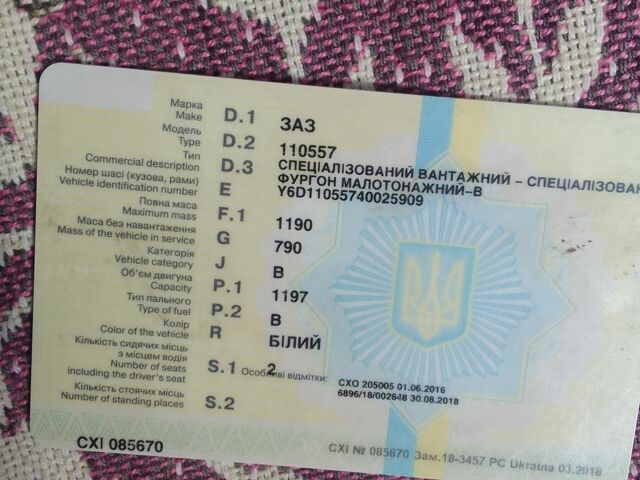 Марка
Make D.1 ЗАЗ
Модель
Type D.2 110557
Тип
Commercial description D.3 СПЕЦІАЛІЗОВАНИЙ ВАНТАЖНИЙ – СПЕЦІАЛІЗОВАН
ФУРГОН МАЛОТОНАЖНИЙ–В
Номер шасі (кузова, рами)
Vehicle identification number E Y6D11055740025909
Повна маса
Maximum mass F.1 1190
Маса без навантаження
Mass of the vehicle in service G 790
Категорія
Vehicle category J B
Об'єм двигуна
Capacity P.1 1197
Тип пального
Type of fuel P.2 B
Колір
Color of the vehicle R БІЛИЙ
Кількість сидячих місць
з місцем водія
Number of seats
including the driver's seat S.1 2 Особливі відмітки:
Кількість стоячих місць
Number of standing places S.2
СХО 205005 01.06.2016
6896/18/002648 30.08.2018
СХІ 085670
СХІ № 085670 Зам.18-3457 PC Ukraina 03.2018